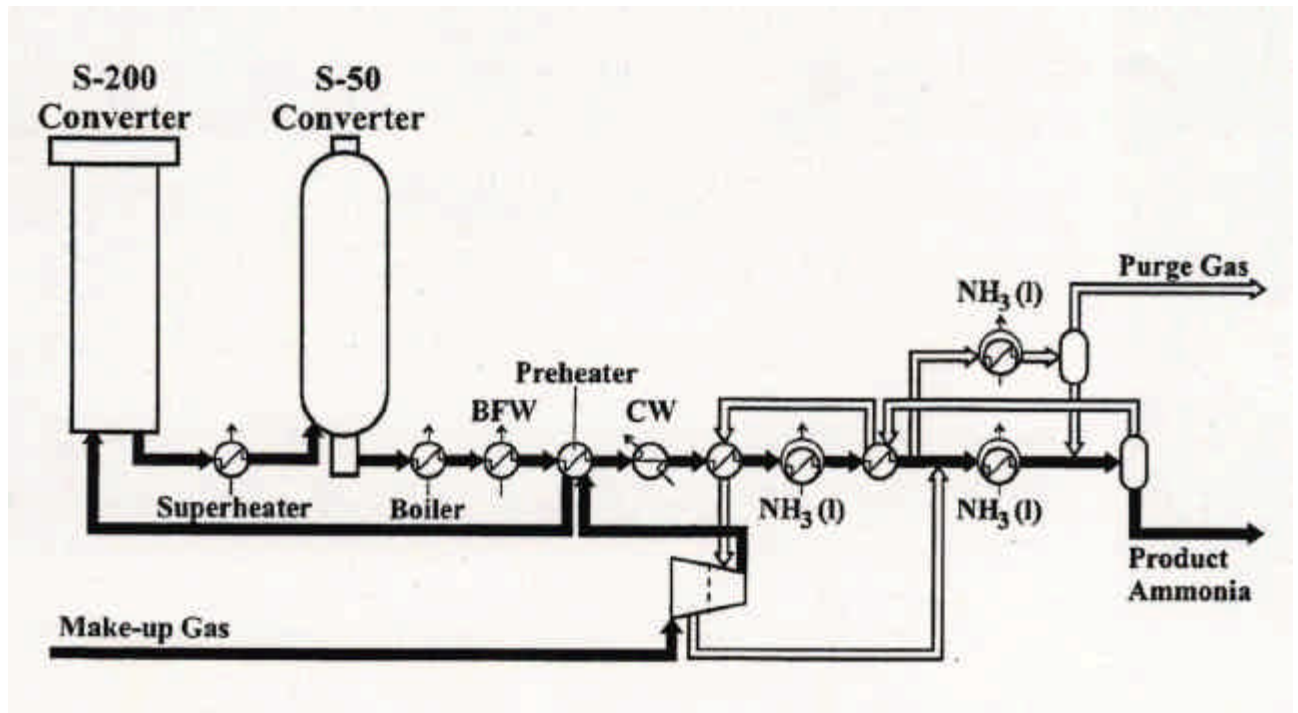 S-200
Converter
S-50
Converter
Purge Gas
NH₃ (l)
Preheater
BFW
CW
Superheater
Boiler
NH₃ (l)
NH₃ (l)
Product
Ammonia
Make-up Gas